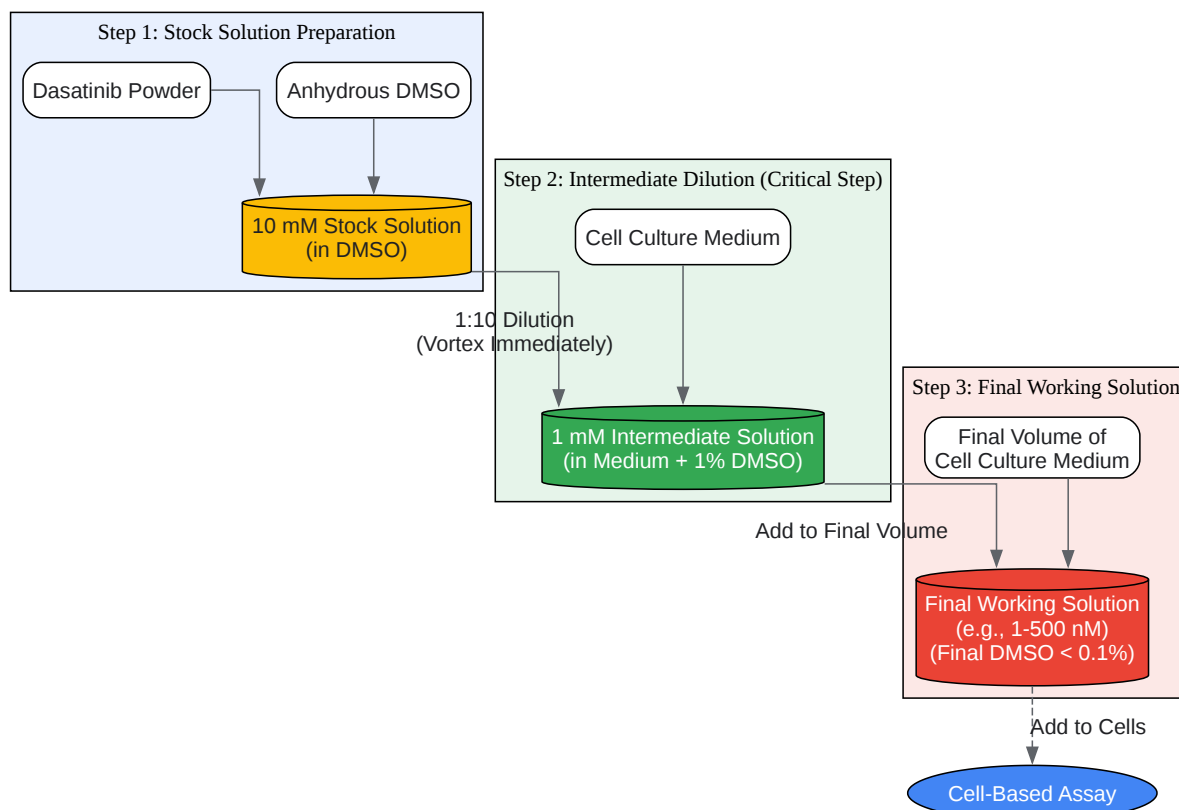 Step 1: Stock Solution Preparation
Dasatinib Powder
Anhydrous DMSO
10 mM Stock Solution
(in DMSO)
1:10 Dilution
(Vortex Immediately)
Step 2: Intermediate Dilution (Critical Step)
Cell Culture Medium
1 mM Intermediate Solution
(in Medium + 1% DMSO)
Add to Final Volume
Step 3: Final Working Solution
Final Volume of
Cell Culture Medium
Final Working Solution
(e.g., 1-500 nM)
(Final DMSO < 0.1%)
Add to Cells
Cell-Based Assay